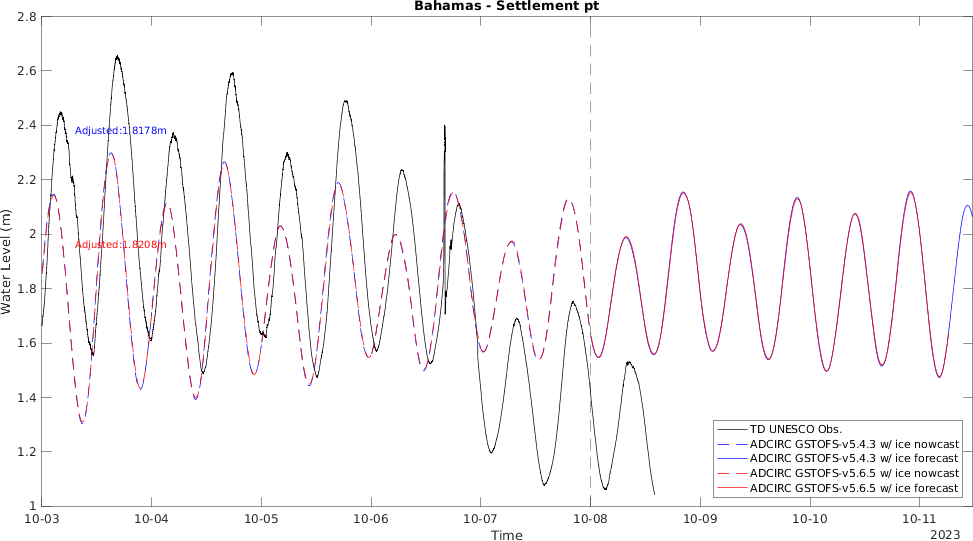 Bahamas - Settlement pt
2.8
2.6
2.4
2.2
2
1.8
1.6
1.4
1.2
1
Water Level (m)
Adjusted:1.8178m
Adjusted:1.8208m
TD UNESCO Obs.
ADCIRC GSTOFS-v5.4.3 w/ ice nowcast
ADCIRC GSTOFS-v5.4.3 w/ ice forecast
ADCIRC GSTOFS-v5.6.5 w/ ice nowcast
ADCIRC GSTOFS-v5.6.5 w/ ice forecast
10-03 10-04 10-05 10-06 10-07 10-08 10-09 10-10 10-11
Time
2023